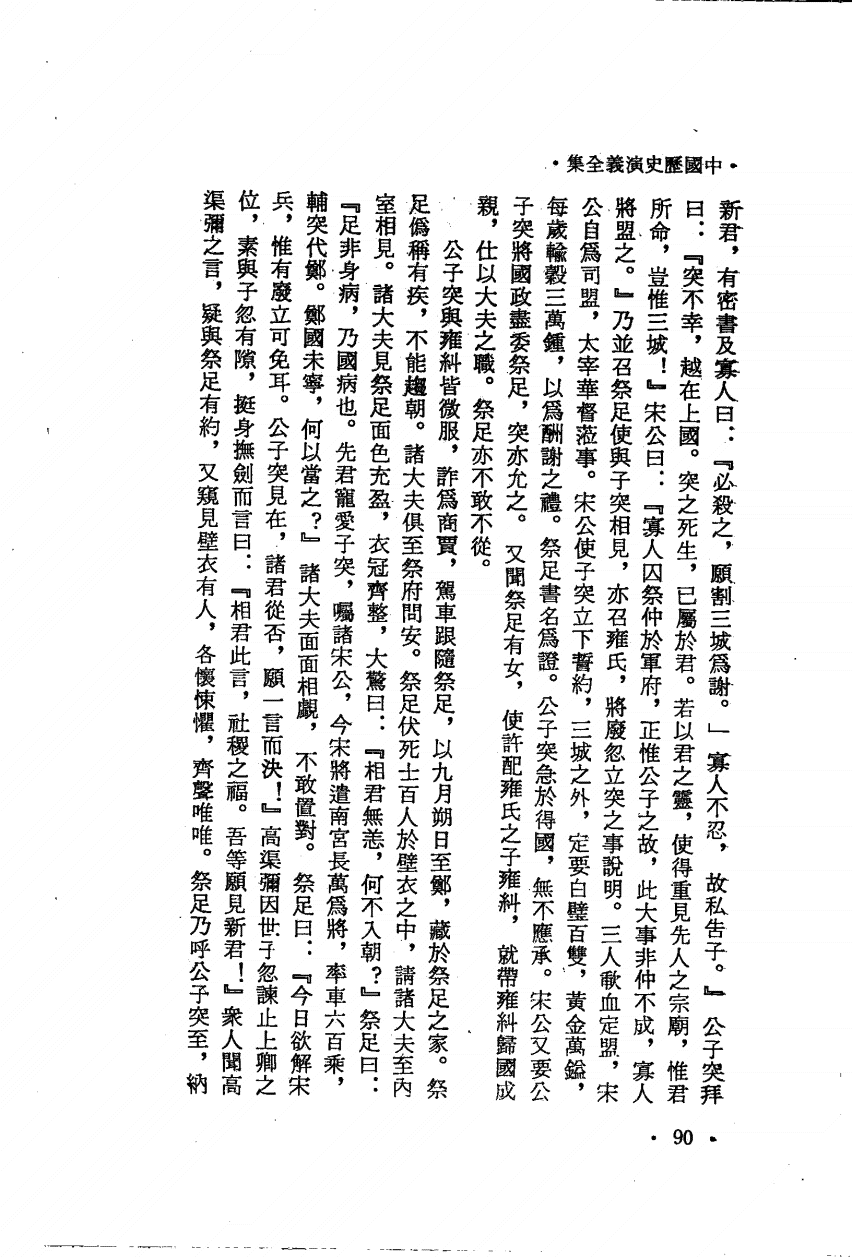 ·中國歷史演義全集·
新君，有密書及寡人曰：『必殺之，願割三城爲謝。」寡人不忍，故私告子。』公子突拜
曰：『突不幸，越在上國。突之死生，已屬於君。若以君之靈，使得重見先人之宗廟，惟君
所命，豈惟三城！』宋公曰：『寡人囚祭仲於軍府，正惟公子之故，此大事非仲不成，寡人
將盟之。』乃並召祭足使與子突相見，亦召雍氏，將廢忽立突之事說明。三人歃血定盟，宋
公自爲司盟，太宰華督蒞事。宋公使子突立下誓約，三城之外，定要白璧百雙，黃金萬鎰，
每歲輸穀三萬鍾，以爲酬謝之禮。祭足書名爲證。公子突急於得國，無不應承。宋公又要公
子突將國政盡委祭足，突亦允之。又聞祭足有女，使許配雍氏之子雍糾，就帶雍糾歸國成
親，仕以大夫之職。祭足亦不敢不從。
公子突與雍糾皆微服，詐爲商賈，駕車跟隨祭足，以九月朔日至鄭，藏於祭足之家。祭
足僞稱有疾，不能趨朝。諸大夫俱至祭府問安。祭足伏死士百人於壁衣之中，請諸大夫至內
室相見。諸大夫見祭足面色充盈，衣冠齊整，大驚曰：『相君無恙，何不入朝？』祭足曰：
『足非身病，乃國病也。先君寵愛子突，囑諸宋公，今宋將遣南宮長萬爲將，率車六百乘，
輔突代鄭。鄭國未寧，何以當之？』諸大夫面面相覷，不敢置對。祭足曰：『今日欲解宋
兵，惟有廢立可免耳。公子突見在，諸君從否，願一言而決！』高渠彌因世子忽諫止上卿之
位，素與子忽有隙，挺身撫劍而言曰：『相君此言，社稷之福。吾等願見新君！』衆人聞高
渠彌之言，疑與祭足有約，又窺見壁衣有人，各懷悚懼，齊聲唯唯。祭足乃呼公子突至，納
·90·